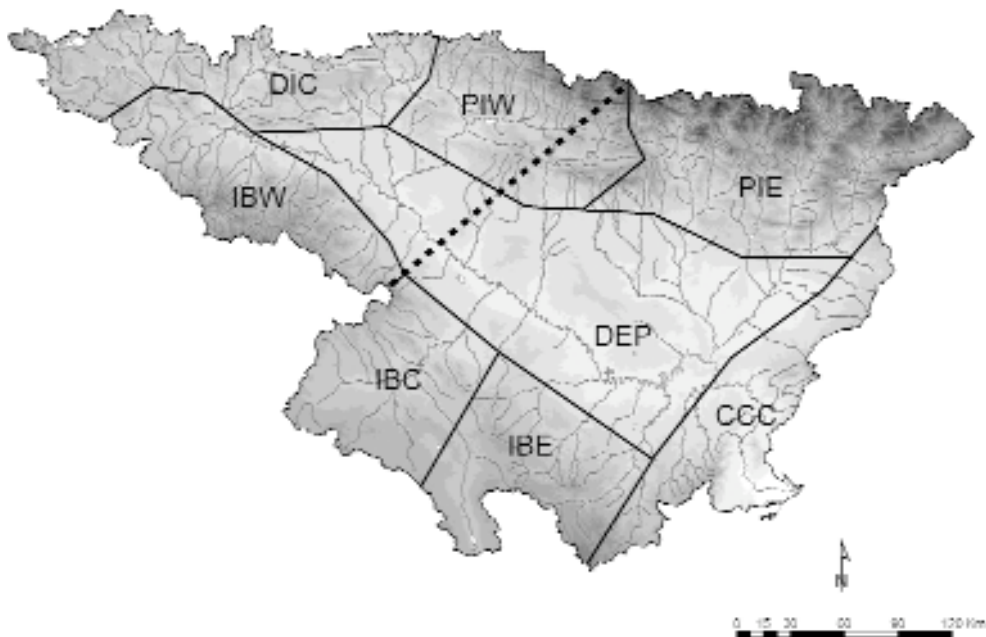 DIC
PIW
PIE
IBW
DEP
IBC
CCC
IBE
N
0 15 30 60 90 120 Km